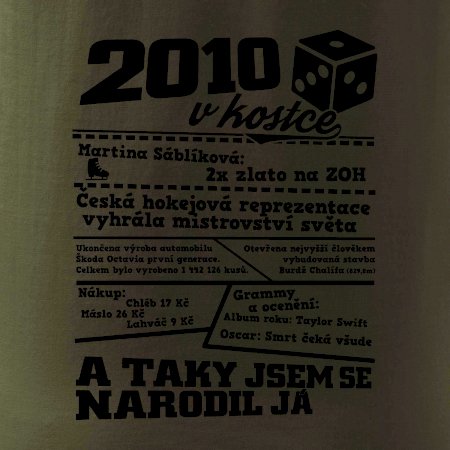 2010
v kostce
Martina Sáblíková:
2x zlato na ZOH
Česká hokejová reprezentace
vyhrála mistrovství světa
Ukončena výroba automobilu
Škoda Octavia první generace.
Celkem bylo vyrobeno 1 442 126 kusů.
Otevřena nejvyšší člověkem
vybudovaná stavba
Burdž Chalífa (829,8m)
Nákup:
Chléb 17 Kč
Máslo 26 Kč
Lahváč 9 Kč
Grammy
a ocenění:
Album roku: Taylor Swift
Oscar: Smrt čeká všude
A TAKY JSEM SE
NARODIL JÁ